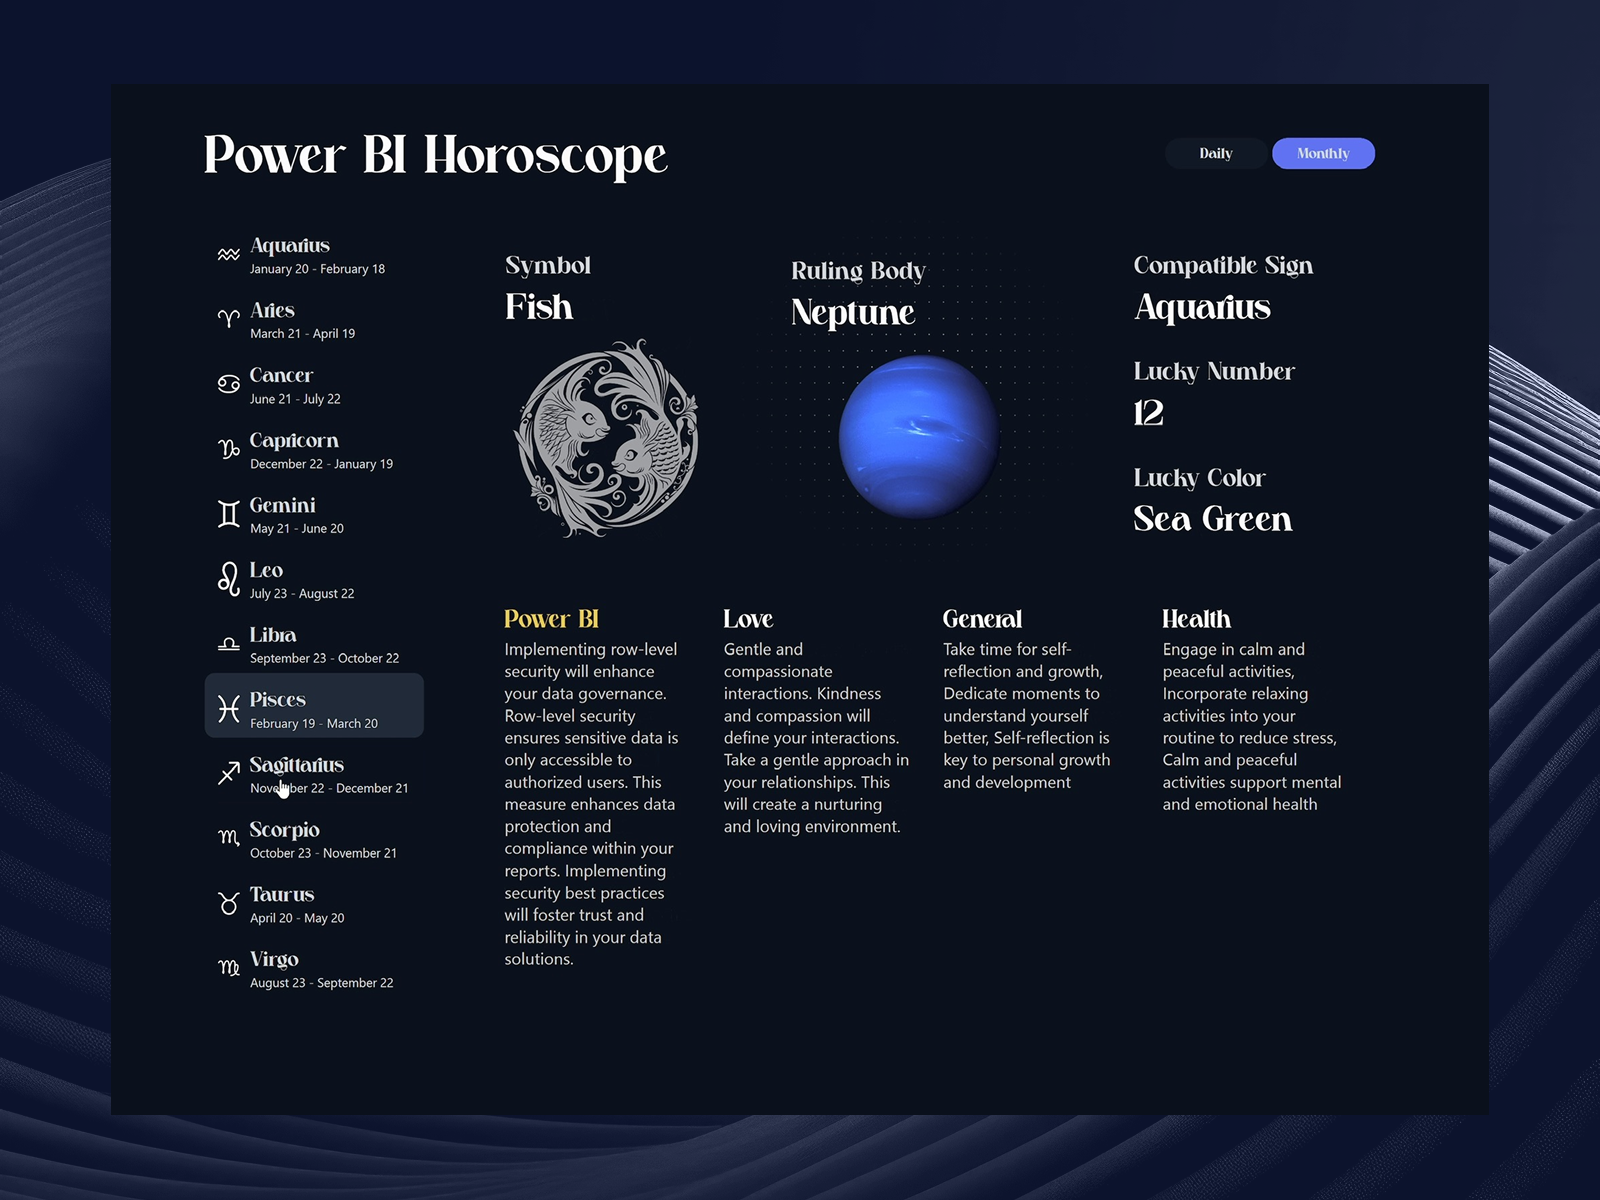 Power BI Horoscope
Daily
Monthly
Aquarius
January 20 - February 18
Aries
March 21 - April 19
Cancer
June 21 - July 22
Capricorn
December 22 - January 19
Gemini
May 21 - June 20
Leo
July 23 - August 22
Libra
September 23 - October 22
Pisces
February 19 - March 20
Sagittarius
November 22 - December 21
Scorpio
October 23 - November 21
Taurus
April 20 - May 20
Virgo
August 23 - September 22
Symbol
Fish
Ruling Body
Neptune
Compatible Sign
Aquarius
Lucky Number
12
Lucky Color
Sea Green
Power BI
Implementing row-level
security will enhance
your data governance.
Row-level security
ensures sensitive data is
only accessible to
authorized users. This
measure enhances data
protection and
compliance within your
reports. Implementing
security best practices
will foster trust and
reliability in your data
solutions.
Love
Gentle and
compassionate
interactions. Kindness
and compassion will
define your interactions.
Take a gentle approach in
your relationships. This
will create a nurturing
and loving environment.
General
Take time for self-
reflection and growth,
Dedicate moments to
understand yourself
better, Self-reflection is
key to personal growth
and development
Health
Engage in calm and
peaceful activities,
Incorporate relaxing
activities into your
routine to reduce stress,
Calm and peaceful
activities support mental
and emotional health